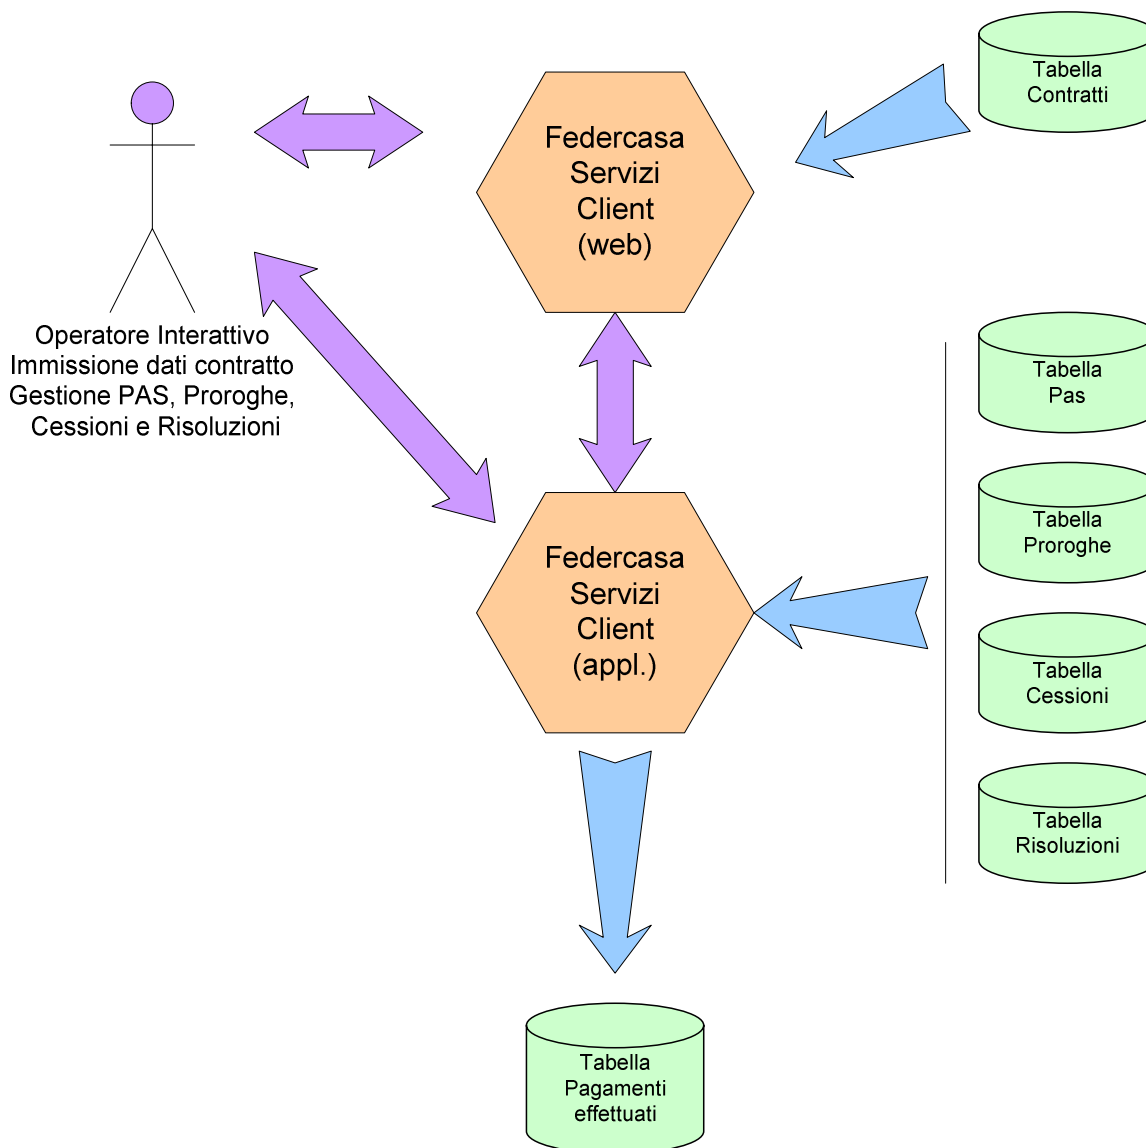 Tabella
Contratti
Federcasa
Servizi
Client
(web)
Operatore Interattivo
Immissione dati contratto
Gestione PAS, Proroghe,
Cessioni e Risoluzioni
Tabella
Pas
Tabella
Proroghe
Federcasa
Servizi
Client
(appl.)
Tabella
Cessioni
Tabella
Risoluzioni
Tabella
Pagamenti
effettuati